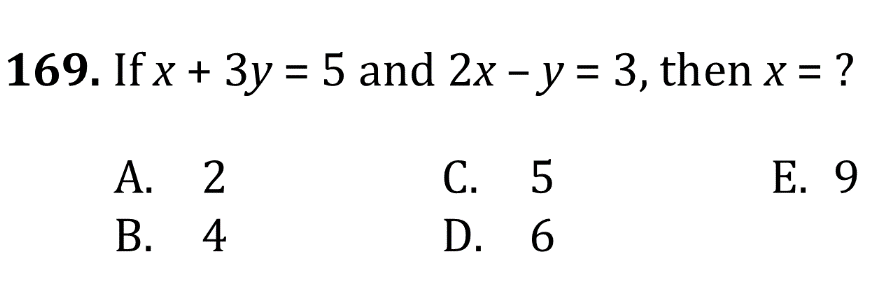 169. If x + 3y = 5 and 2x – y = 3, then x = ?
A. 2 C. 5 E. 9
B. 4 D. 6